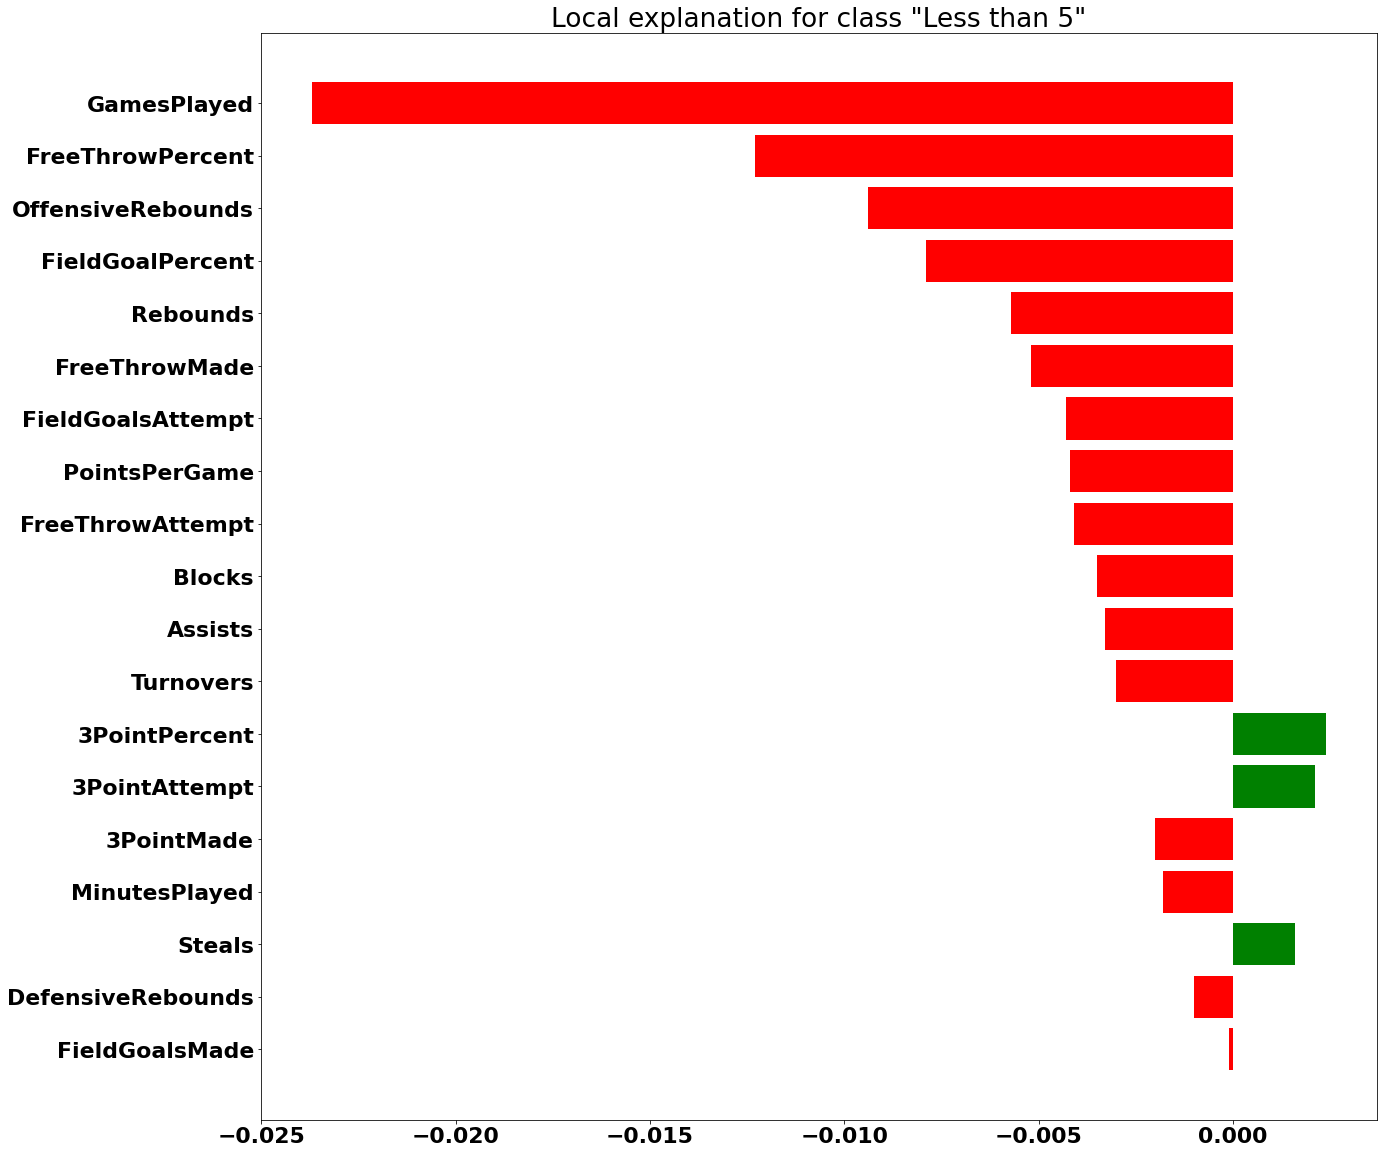 Local explanation for class "Less than 5"
GamesPlayed
FreeThrowPercent
OffensiveRebounds
FieldGoalPercent
Rebounds
FreeThrowMade
FieldGoalsAttempt
PointsPerGame
FreeThrowAttempt
Blocks
Assists
Turnovers
3PointPercent
3PointAttempt
3PointMade
MinutesPlayed
Steals
DefensiveRebounds
FieldGoalsMade
−0.025 −0.020 −0.015 −0.010 −0.005 0.000